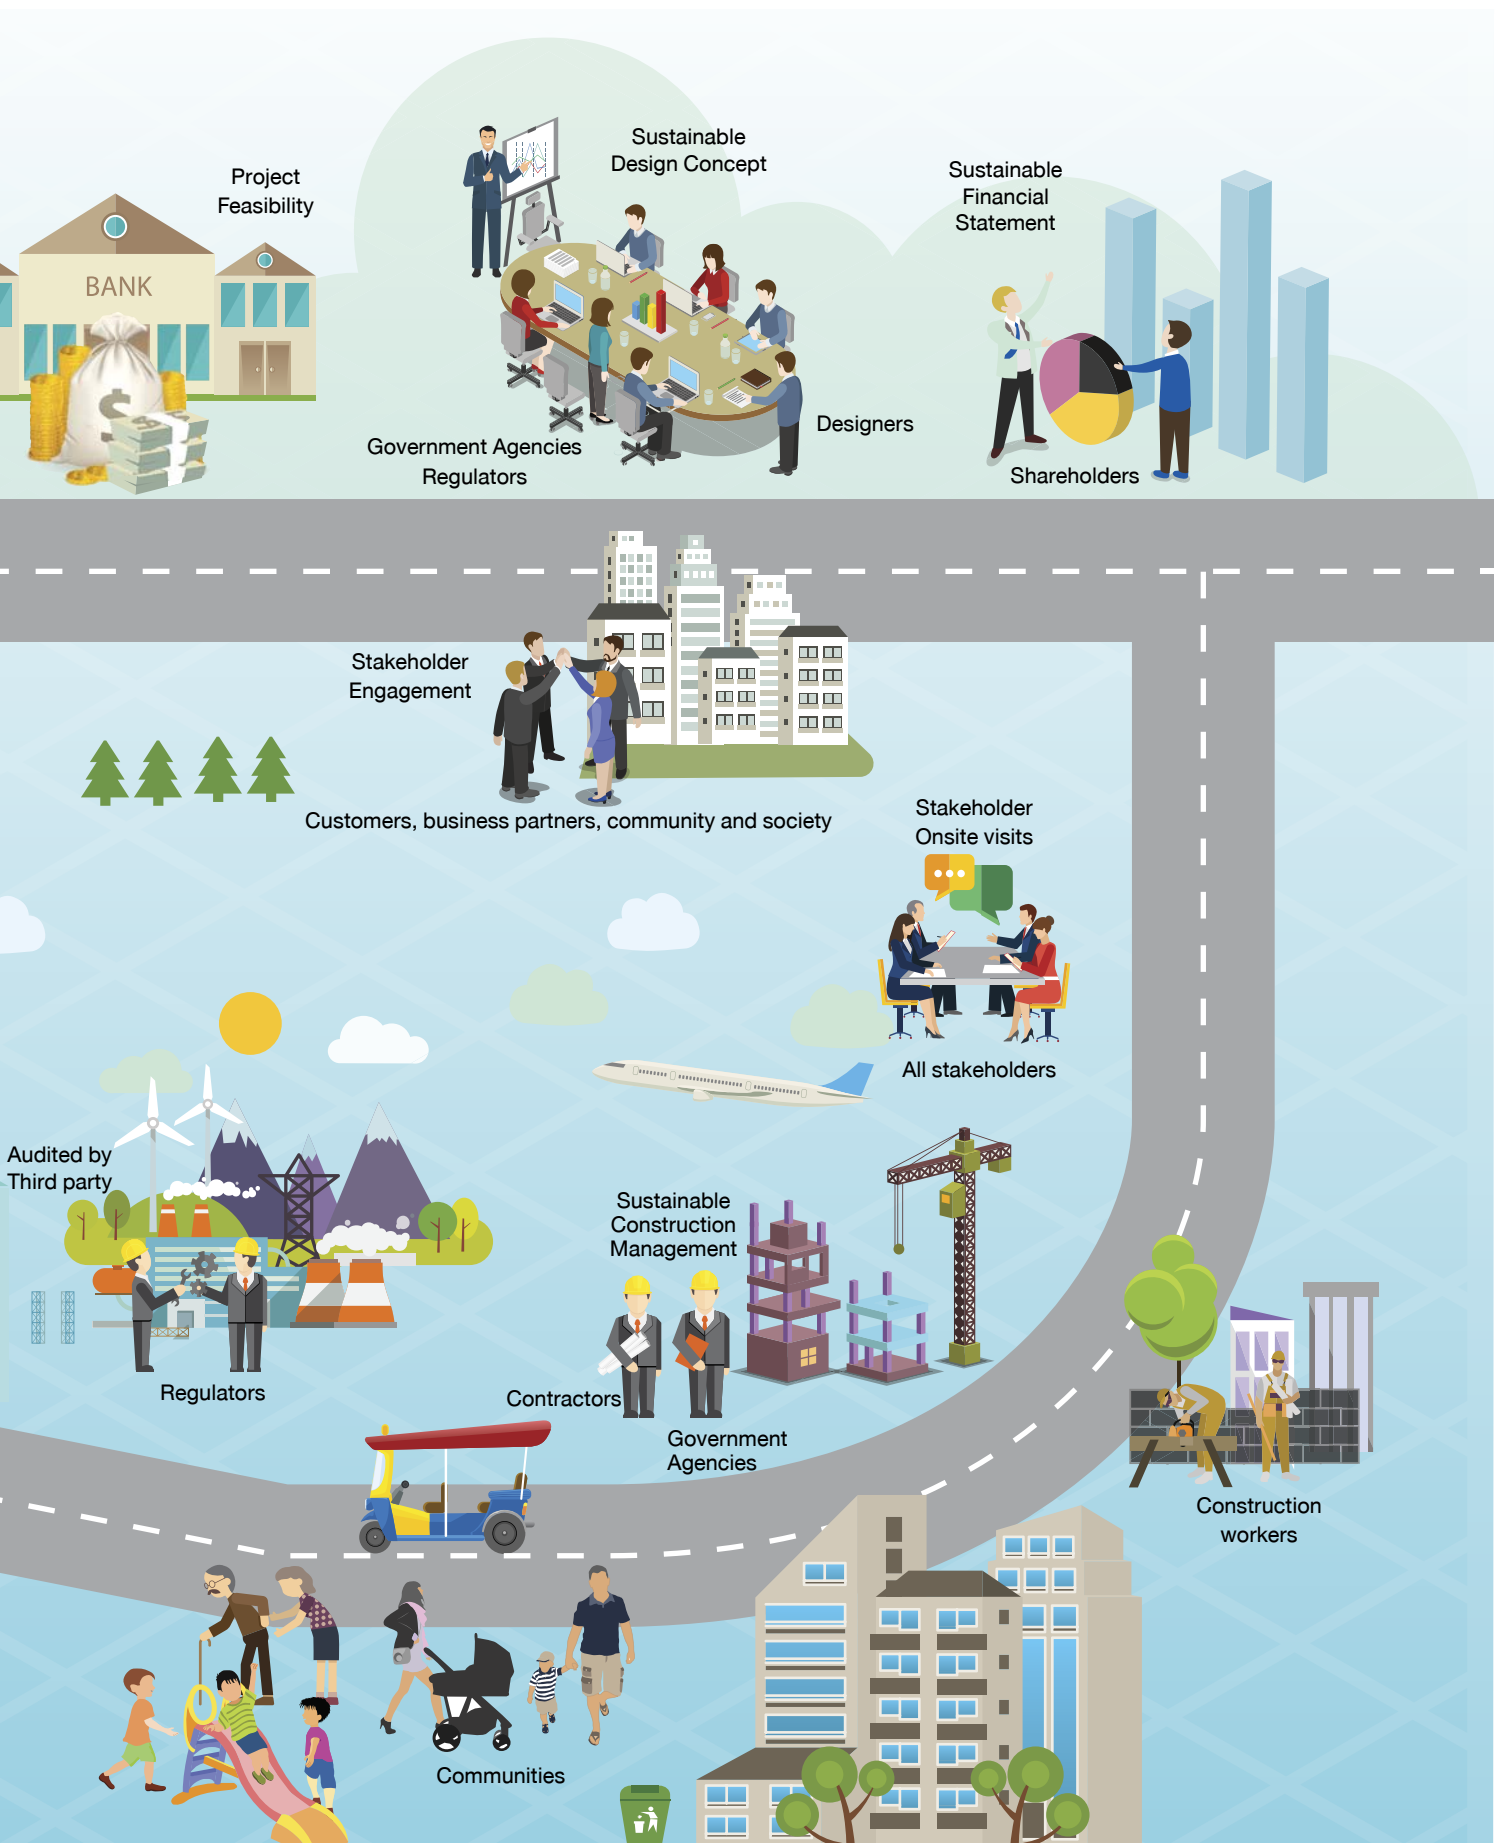 Sustainable
Design Concept
Project
Feasibility
Sustainable
Financial
Statement
BANK
$
Designers
Government Agencies
Regulators
Shareholders
Stakeholder
Engagement
Customers, business partners, community and society
Stakeholder
Onsite visits
All stakeholders
Audited by
Third party
Sustainable
Construction
Management
Regulators
Contractors
Government
Agencies
Construction
workers
Communities